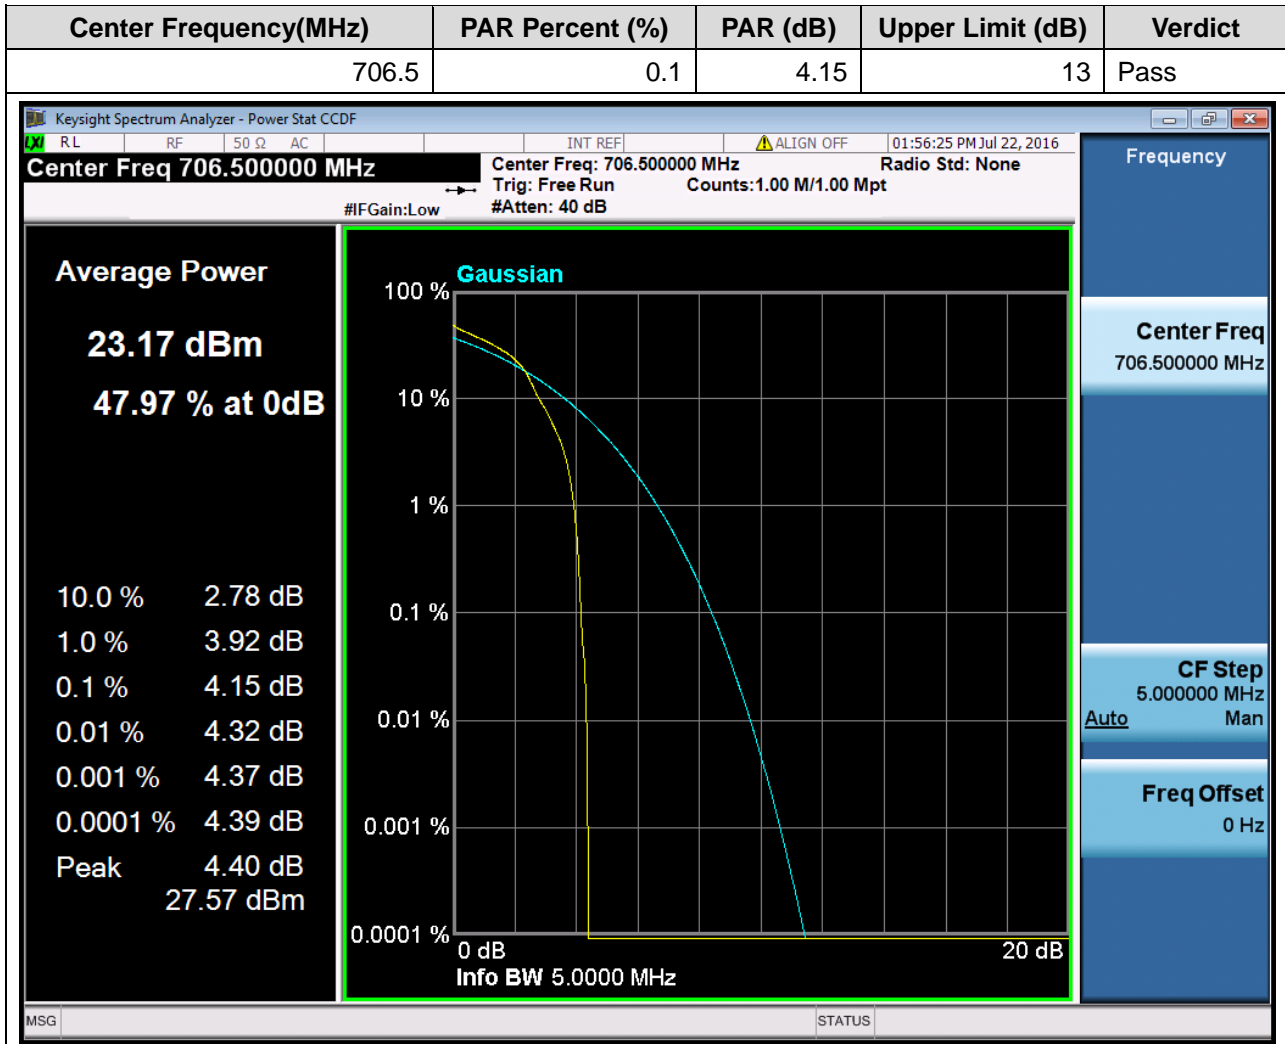 Center Frequency(MHz) PAR Percent (%) PAR (dB) Upper Limit (dB) Verdict
706.5 0.1 4.15 13 Pass
Keysight Spectrum Analyzer - Power Stat CCDF
LXI RL RF 50 Ω AC INT REF ALIGN OFF 01:56:25 PM Jul 22, 2016
Center Freq 706.500000 MHz
Center Freq: 706.500000 MHz Radio Std: None
Trig: Free Run Counts:1.00 M/1.00 Mpt
#IFGain:Low #Atten: 40 dB
Average Power
23.17 dBm
47.97 % at 0dB
10.0 % 2.78 dB
1.0 % 3.92 dB
0.1 % 4.15 dB
0.01 % 4.32 dB
0.001 % 4.37 dB
0.0001 % 4.39 dB
Peak 4.40 dB
27.57 dBm
Gaussian
100 %
10 %
1 %
0.1 %
0.01 %
0.001 %
0.0001 %
0 dB 20 dB
Info BW 5.0000 MHz
Frequency
Center Freq
706.500000 MHz
CF Step
5.000000 MHz
Auto Man
Freq Offset
0 Hz
MSG STATUS